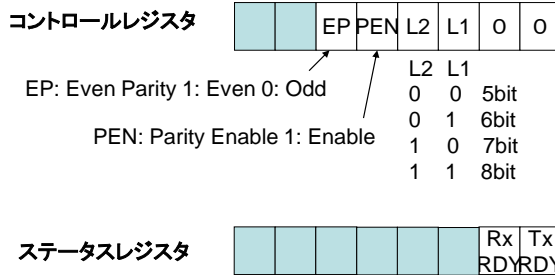 コントロールレジスタ EP PEN L2 L1 0 0
L2 L1
EP: Even Parity 1: Even 0: Odd
0 0 5bit
0 1 6bit
PEN: Parity Enable 1: Enable
1 0 7bit
1 1 8bit
ステータスレジスタ Rx RDY Tx RDY